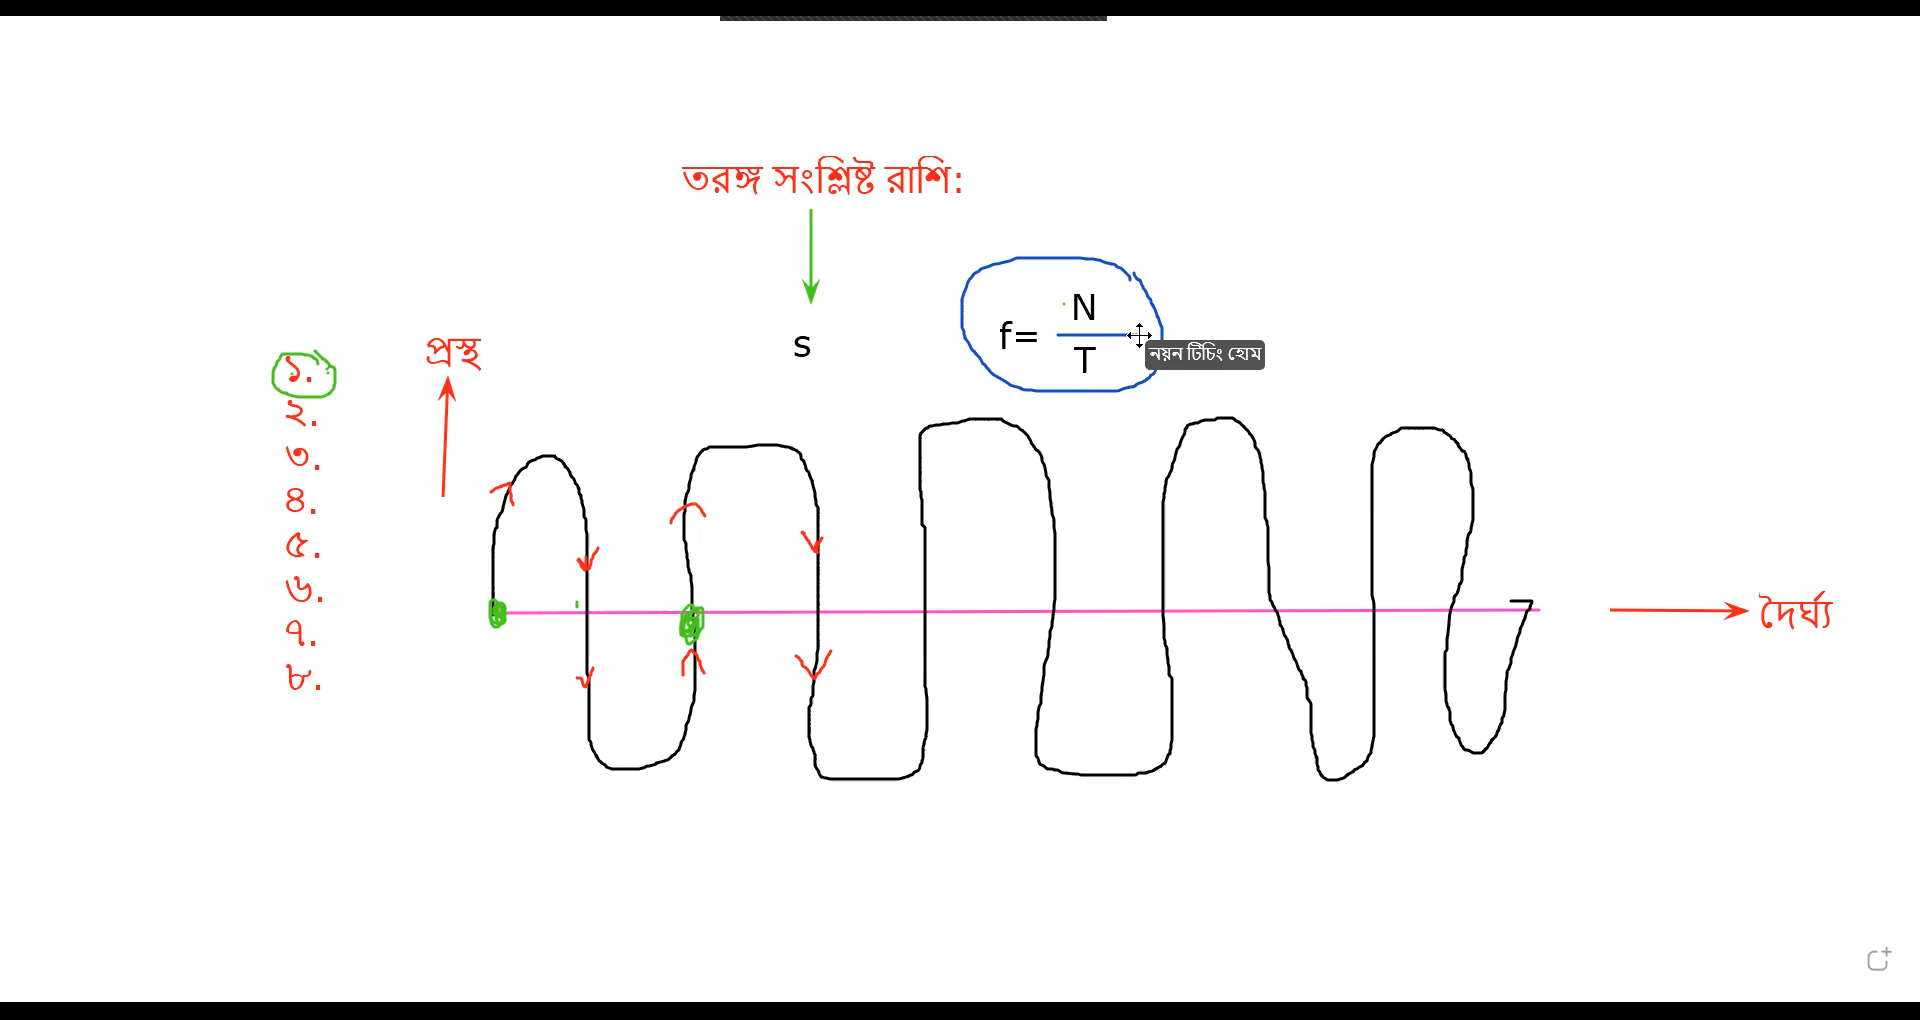 তরঙ্গ সংশ্লিষ্ট রাশি:
s
f= N
T
নয়ন টিচিং হোম
প্রস্থ
১.
২.
৩.
৪.
৫.
৬.
৭.
৮.
দৈর্ঘ্য